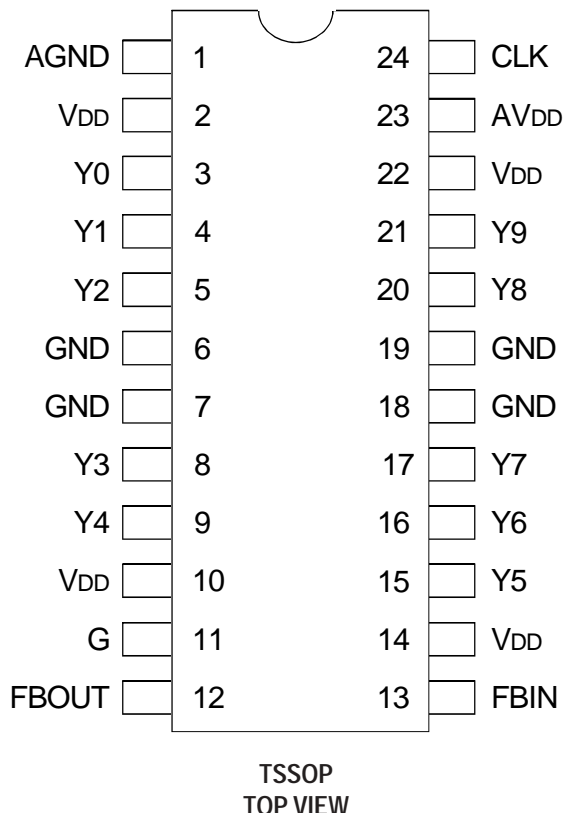 AGND 1 24 CLK
VDD 2 23 AVDD
Y0 3 22 VDD
Y1 4 21 Y9
Y2 5 20 Y8
GND 6 19 GND
GND 7 18 GND
Y3 8 17 Y7
Y4 9 16 Y6
VDD 10 15 Y5
G 11 14 VDD
FBOUT 12 13 FBIN
TSSOP
TOP VIEW